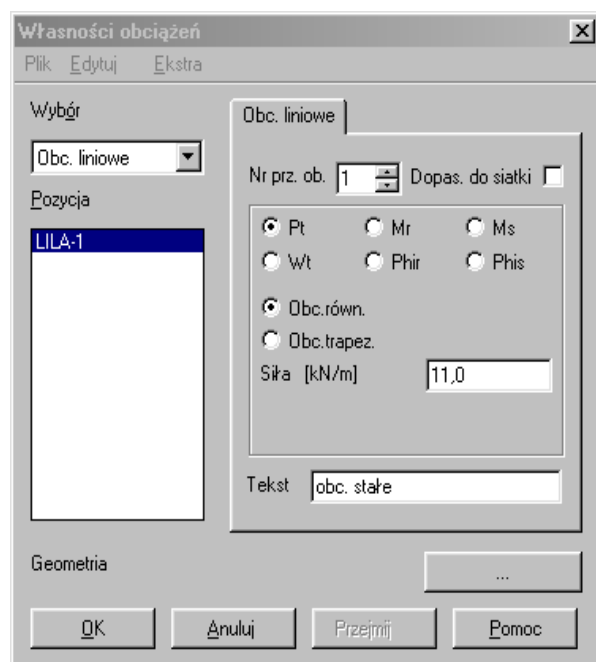 Własności obciążeń
Plik Edytuj Ekstra
Wybór
Obc. liniowe
Pozycja
LILA-1
Obc. liniowe
Nr prz. ob. 1 Dopas. do siatki
Pt Mr Ms
Wt Phir Phis
Obc.równ.
Obc.trapez.
Siła [kN/m] 11,0
Tekst obc. stałe
Geometria ...
OK Anuluj Przejmij Pomoc